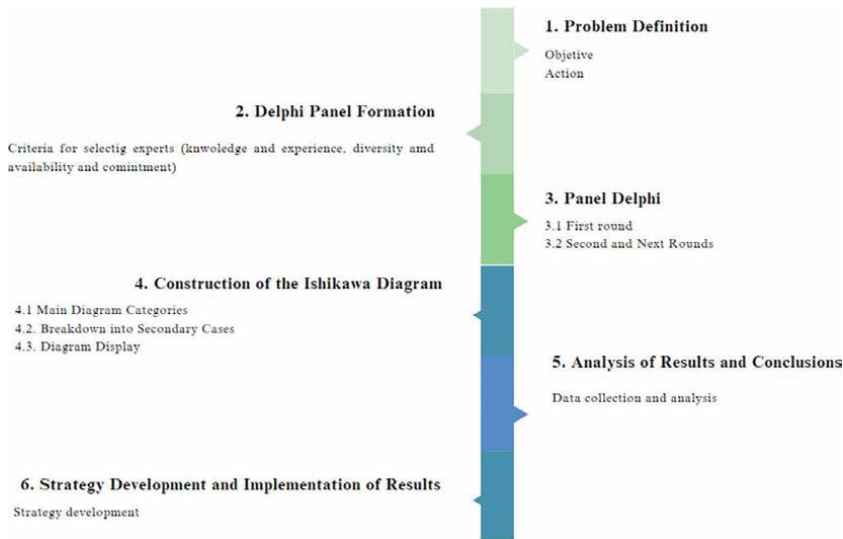 1. Problem Definition
Objetive
Action
2. Delphi Panel Formation
Criteria for selectig experts (knwoledge and experience, diversity amd
availability and comintment)
3. Panel Delphi
3.1 First round
3.2 Second and Next Rounds
4. Construction of the Ishikawa Diagram
4.1 Main Diagram Categories
4.2. Breakdown into Secondary Cases
4.3. Diagram Display
5. Analysis of Results and Conclusions
Data collection and analysis
6. Strategy Development and Implementation of Results
Strategy development